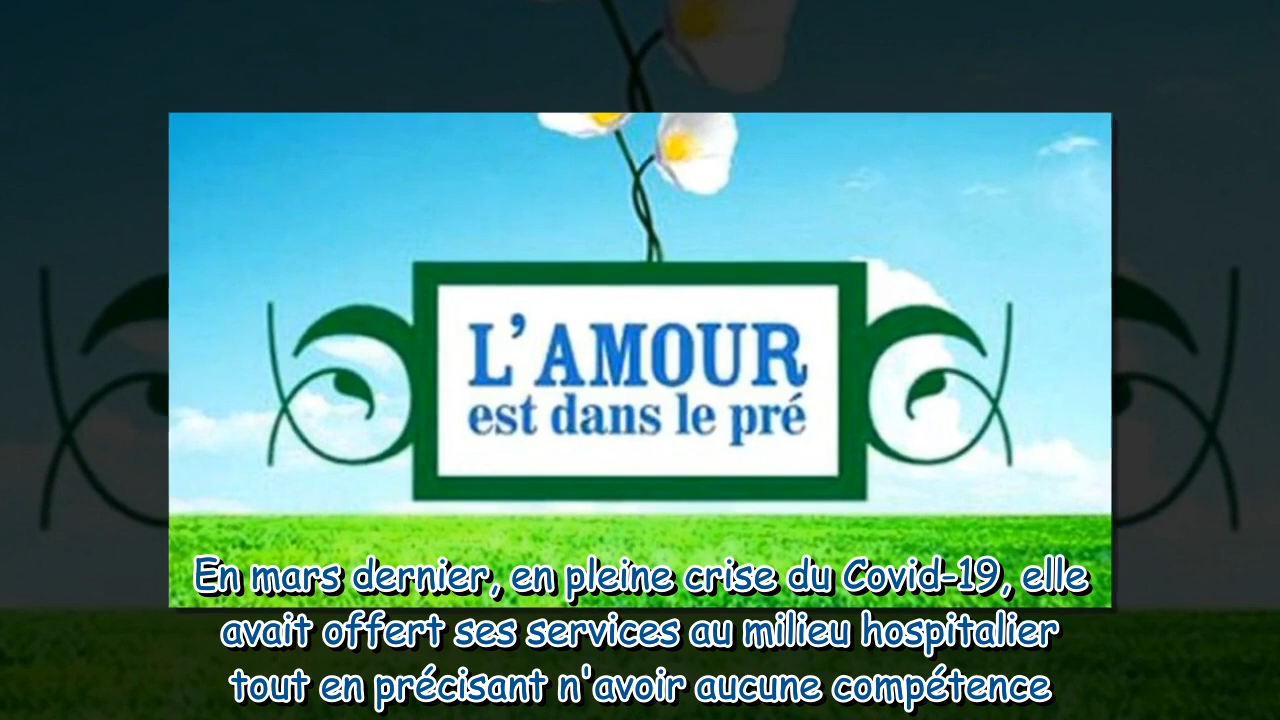 L'AMOUR
est dans le pré
En mars dernier, en pleine crise du Covid-19, elle
avait offert ses services au milieu hospitalier
tout en précisant n'avoir aucune compétence